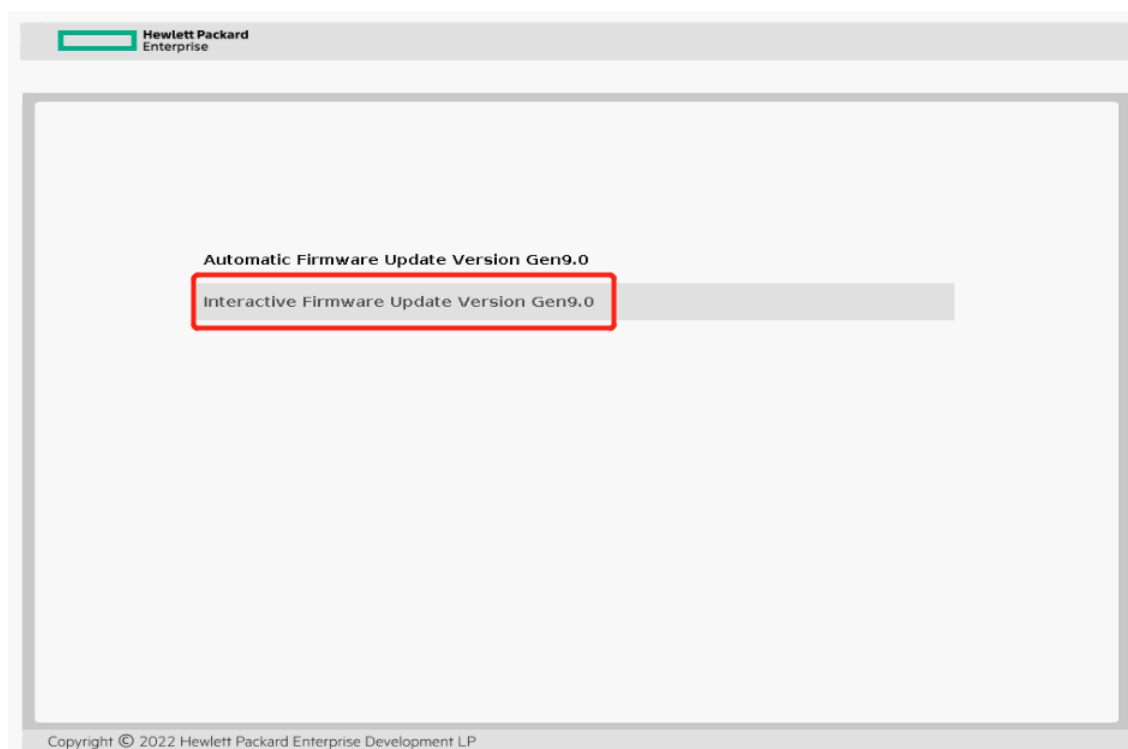 Hewlett Packard
Enterprise
Automatic Firmware Update Version Gen9.0
Interactive Firmware Update Version Gen9.0
Copyright © 2022 Hewlett Packard Enterprise Development LP